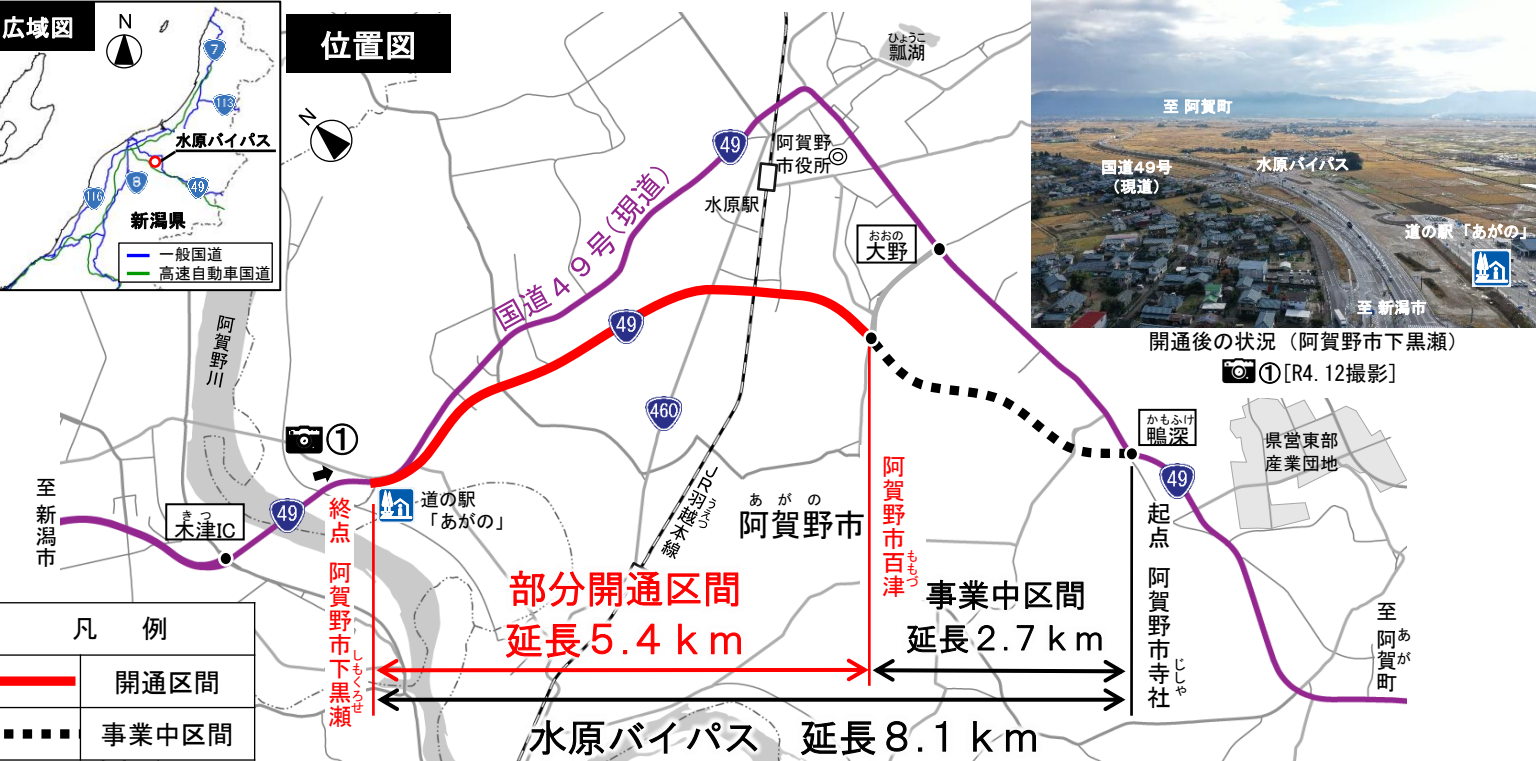 広域図
N
7
113
水原バイパス
116
8
49
新潟県
一般国道
高速自動車国道
位置図
N
ひょうこ
瓢湖
49
阿賀野
市役所
水原駅
国道49号(現道)
おおの
大野
49
阿賀野川
460
①
至 新潟市
きつ
木津IC
49
道の駅
「あがの」
JR羽越本線
うえつ
あがの
阿賀野市
かもふけ
鴨深
49
県営東部
産業団地
終点 阿賀野市下黒瀬
しもくろせ
阿賀野市百津
ももづ
起点 阿賀野市寺社
じしゃ
至 阿賀町
あが
部分開通区間
延長5.4km
事業中区間
延長2.7km
水原バイパス 延長8.1km
凡 例
開通区間
事業中区間
至 阿賀町
国道49号
(現道)
水原バイパス
道の駅「あがの」
至 新潟市
開通後の状況(阿賀野市下黒瀬)
①[R4.12撮影]